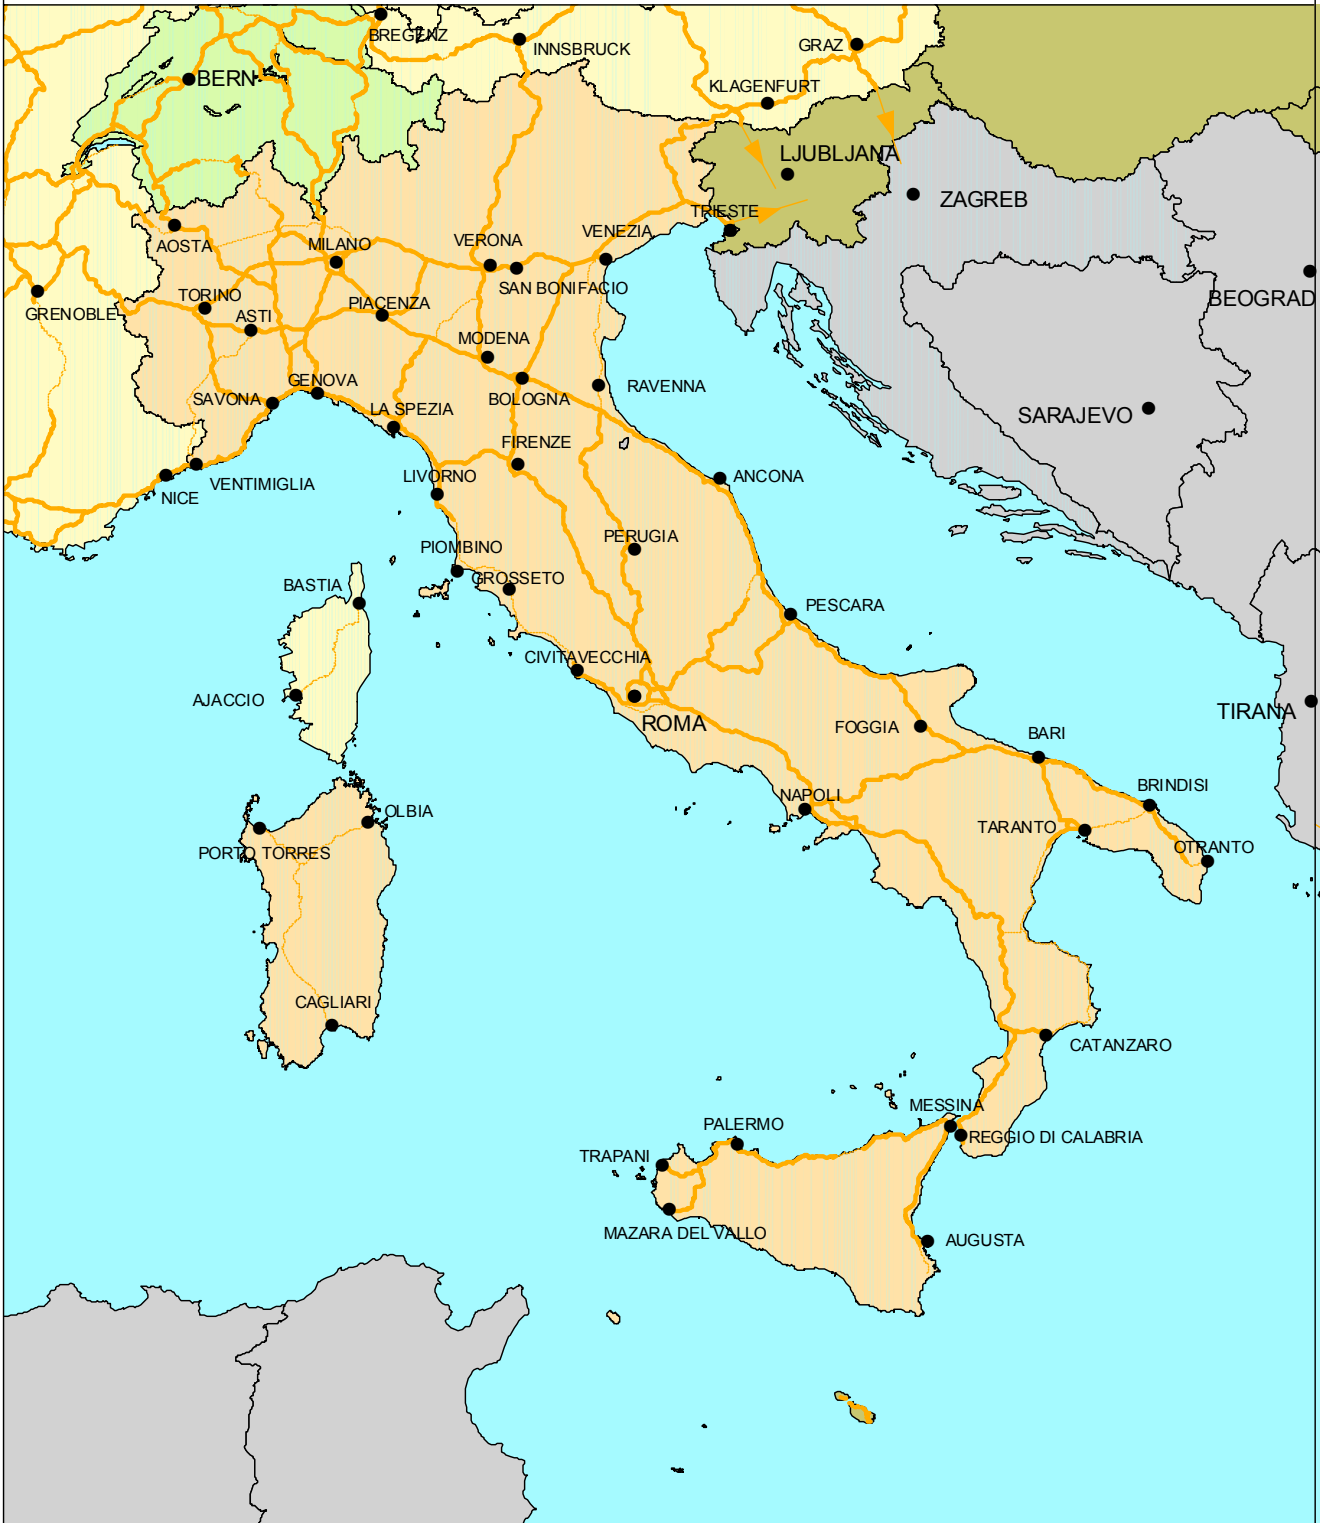 BREGENZ
INNSBRUCK
GRAZ
BERN
KLAGENFURT
LJUBLJANA
ZAGREB
TRIESTE
AOSTA
MILANO
VERONA
VENEZIA
SAN BONIFACIO
BEOGRAD
GRENOBLE
TORINO
ASTI
PIACENZA
MODENA
GENOVA
SAVONA
LA SPEZIA
BOLOGNA
RAVENNA
SARAJEVO
FIRENZE
LIVORNO
ANCONA
VENTIMIGLIA
NICE
PERUGIA
PIOMBINO
GROSSETO
BASTIA
PESCARA
CIVITAVECCHIA
AJACCIO
ROMA
FOGGIA
TIRANA
BARI
BRINDISI
NAPOLI
OLBIA
TARANTO
PORTO TORRES
OTRANTO
CAGLIARI
CATANZARO
MESSINA
PALERMO
REGGIO DI CALABRIA
TRAPANI
MAZARA DEL VALLO
AUGUSTA